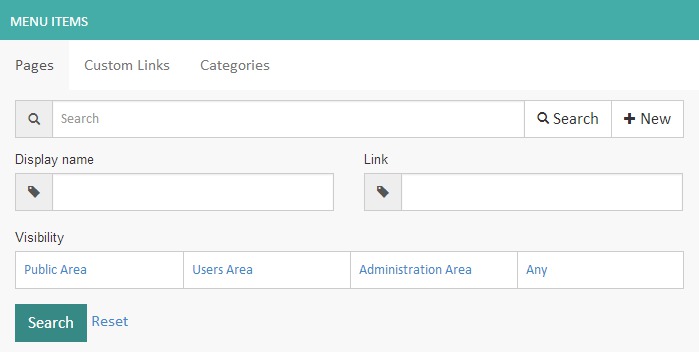 MENU ITEMS
Pages Custom Links Categories
Search Search New
Display name Link
Visibility
Public Area Users Area Administration Area Any
Search Reset